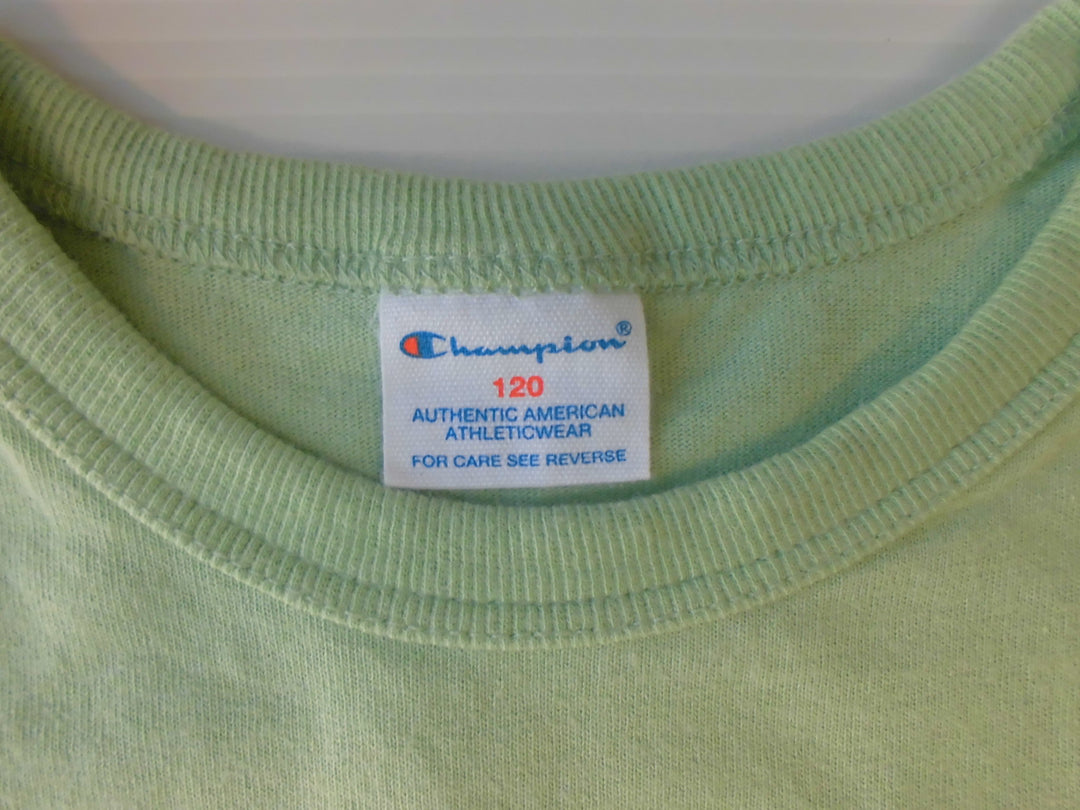 Champion®
120
AUTHENTIC AMERICAN
ATHLETICWEAR
FOR CARE SEE REVERSE